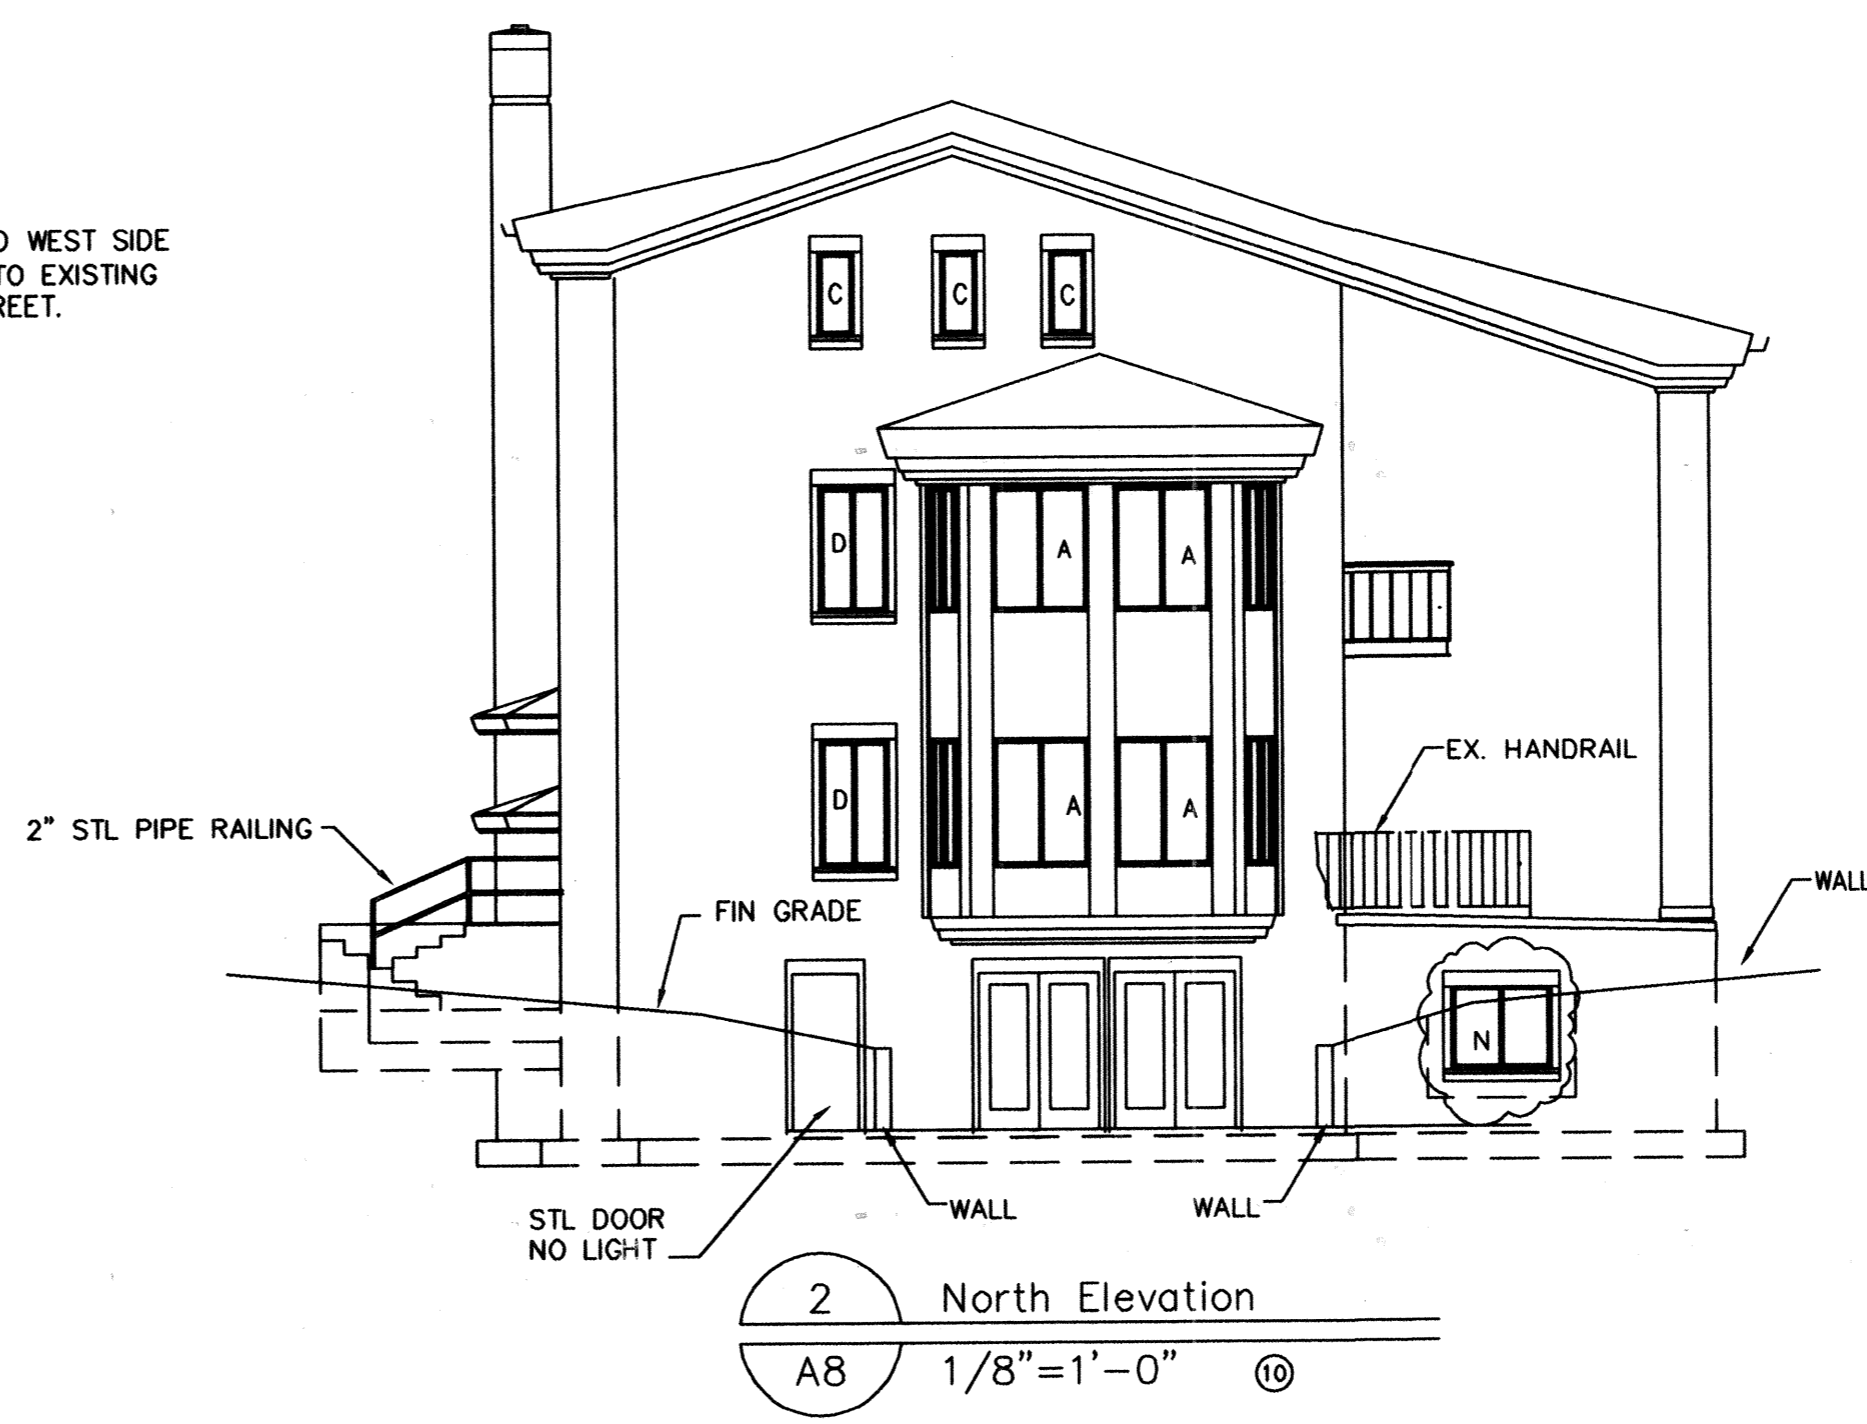 WEST SIDE
TO EXISTING
C C C
D A A
EX. HANDRAIL
D A A
2" STL PIPE RAILING
WALL
FIN GRADE
N
WALL
WALL
STL DOOR
NO LIGHT
2 North Elevation
A8 1/8"=1'-0" 10